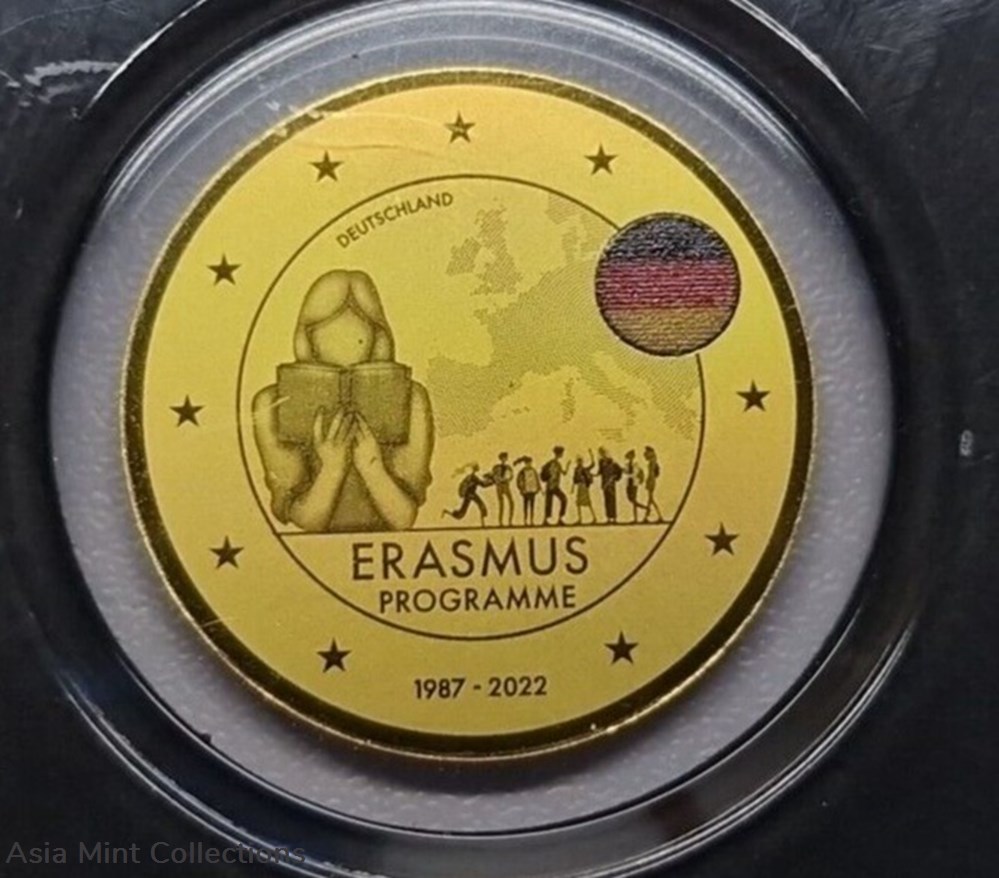 DEUTSCHLAND
ERASMUS
PROGRAMME
1987 - 2022
Asia Mint Collections